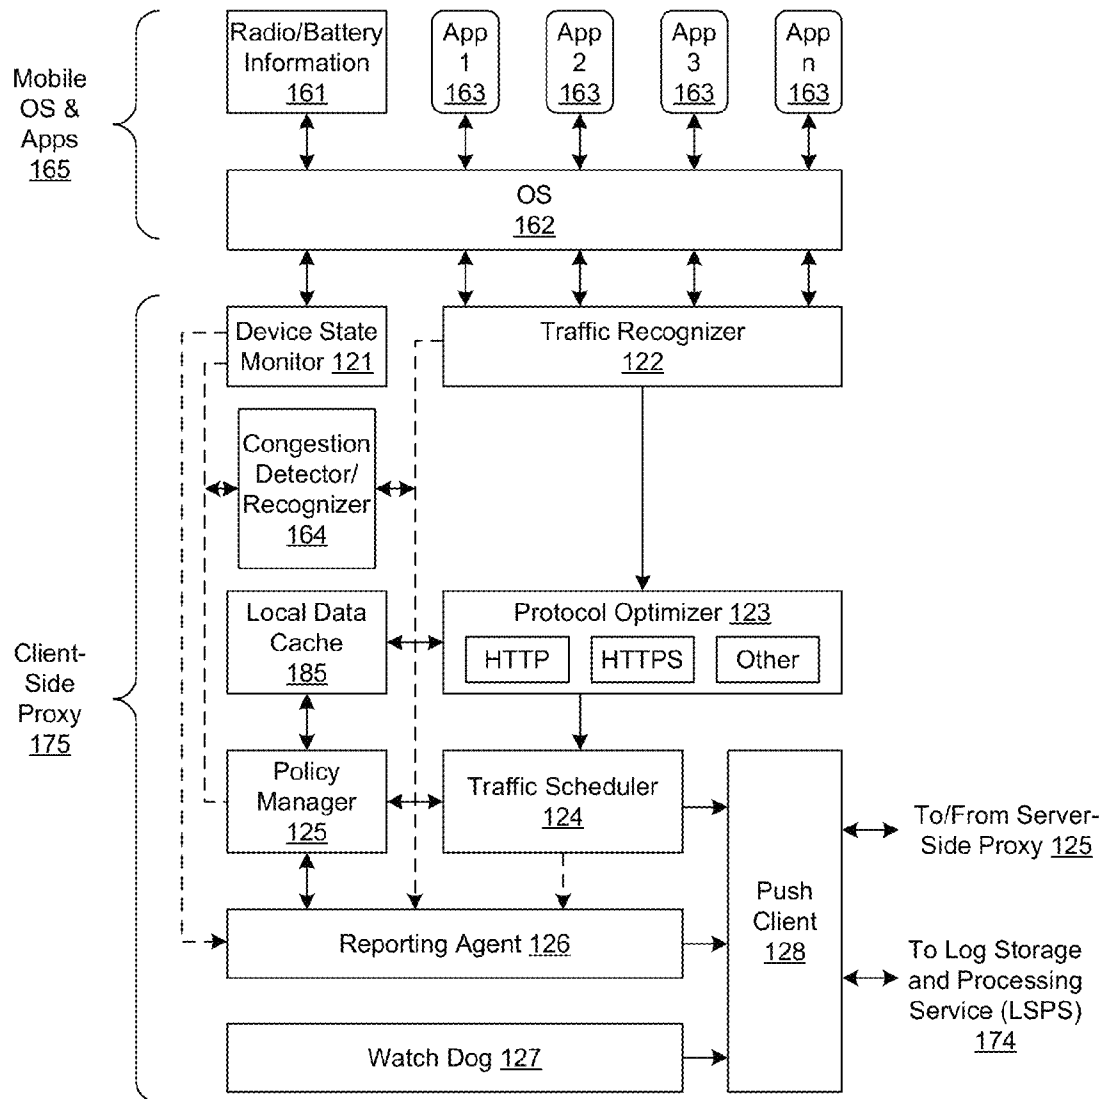 Mobile
OS &
Apps
165
Radio/Battery
Information
161
App
1
163
App
2
163
App
3
163
App
n
163
OS
162
Client-
Side
Proxy
175
Device State
Monitor 121
Traffic Recognizer
122
Congestion
Detector/
Recognizer
164
Local Data
Cache
185
Protocol Optimizer 123
HTTP
HTTPS
Other
Policy
Manager
125
Traffic Scheduler
124
Push
Client
128
To/From Server-
Side Proxy 125
Reporting Agent 126
To Log Storage
and Processing
Service (LSPS)
174
Watch Dog 127